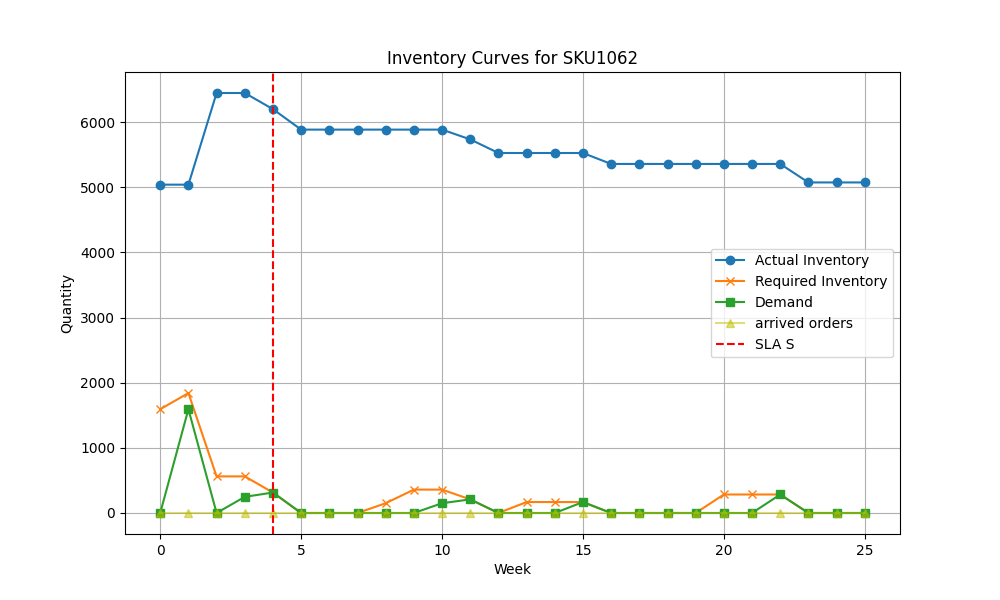 Inventory Curves for SKU1062
Quantity
6000
5000
4000
3000
2000
1000
0
Actual Inventory
Required Inventory
Demand
arrived orders
SLA S
0 5 10 15 20 25
Week